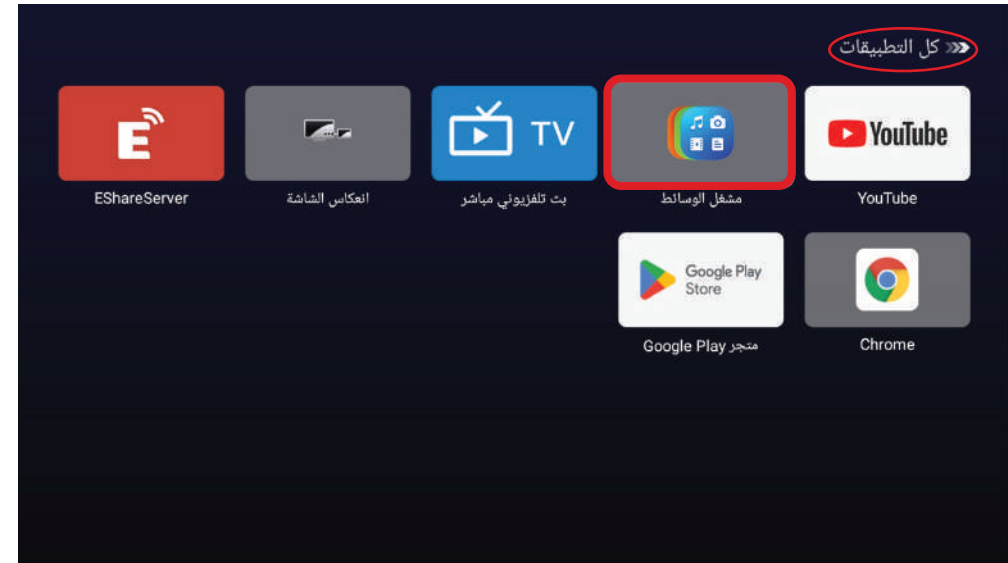 كل التطبيقات
YouTube
TV
E
YouTube
مشغل الوسائط
بث تلفزيوني مباشر
انعكاس الشاشة
EShareServer
Google Play
Store
Chrome
متجر Google Play